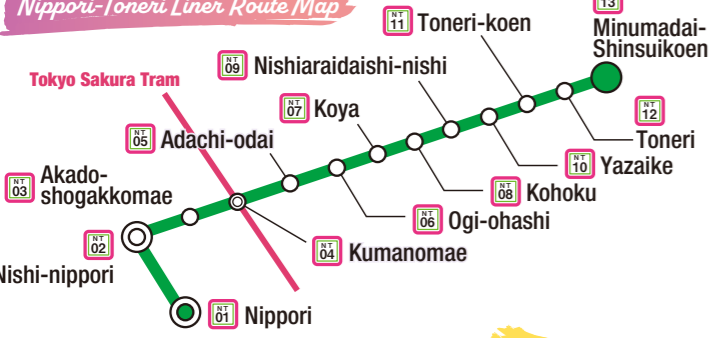 Nippori-Toneri Liner Route Map
Tokyo Sakura Tram
NT
13
Minumadai-
Shinsuikoen
NT
11
Toneri-koen
NT
09
Nishiaraidaishi-nishi
NT
12
Toneri
NT
07
Koya
NT
10
Yazaike
NT
05
Adachi-odai
NT
08
Kohoku
NT
03
Akado-
shogakkomae
NT
06
Ogi-ohashi
NT
04
Kumanomae
NT
02
Nishi-nippori
NT
01
Nippori